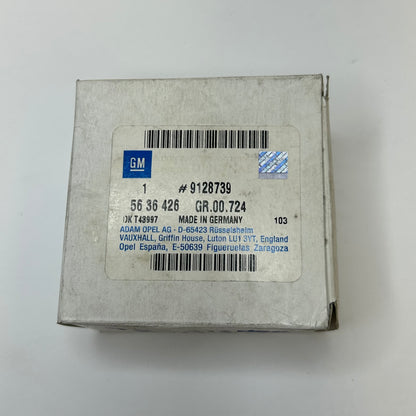 GM
1 #9128739
56 36 426 GR.00.724
DK T43997 MADE IN GERMANY 103
ADAM OPEL AG · D-65423 Rüsselsheim
VAUXHALL, Griffin House, Luton LU1 3YT, England
Opel España, E-50639 Figueruelas Zaragoza